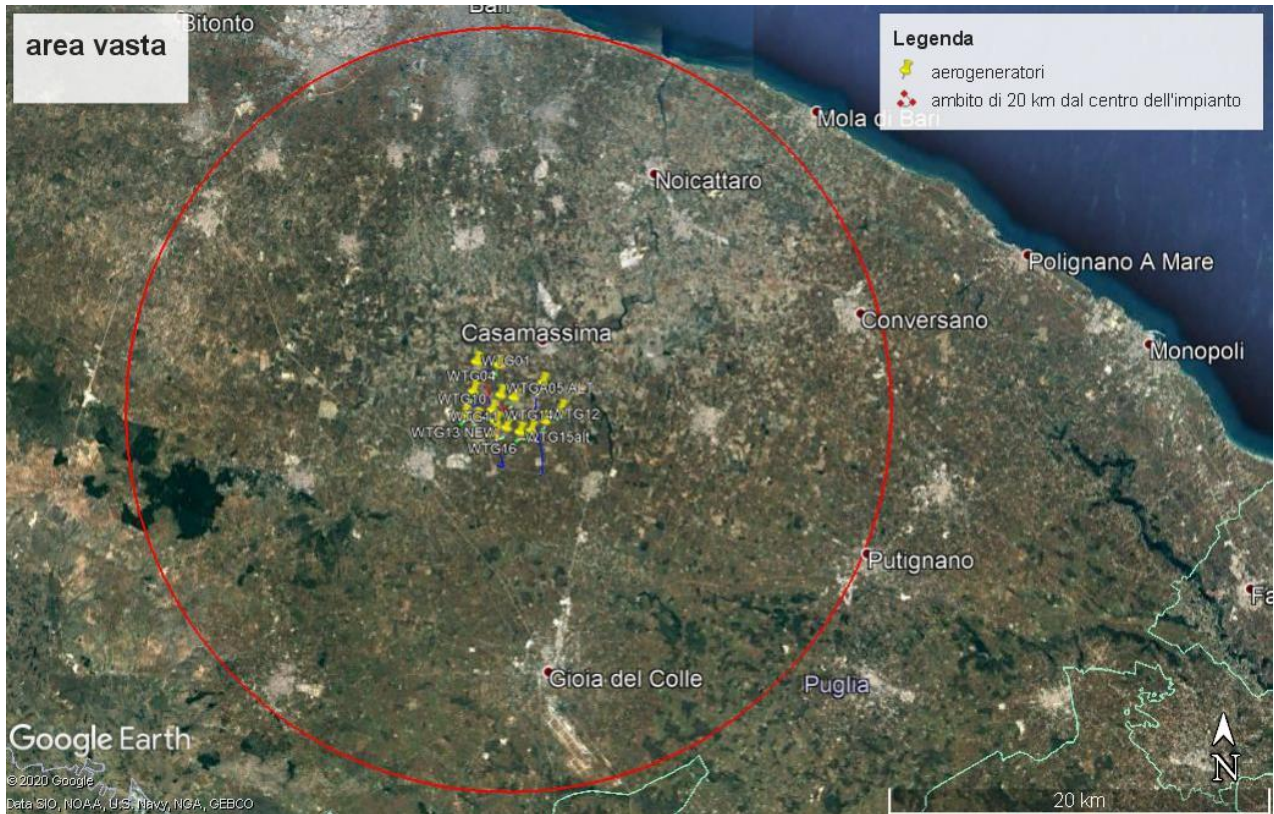 Bari
Bitonto
area vasta
Legenda
aerogeneratori
ambito di 20 km dal centro dell'impianto
Mola di Bari
Noicattaro
Polignano A Mare
Conversano
Casamassima
Monopoli
WTG01
WTG04
WTGA05 ALT
WTG10
WTG14
WTG12
WTG13 NEW
WTG15alt
WTG16
Putignano
Fa
Gioia del Colle
Puglia
Google Earth
© 2020 Google
Data SIO, NOAA, U.S. Navy, NGA, GEBCO
N
20 km